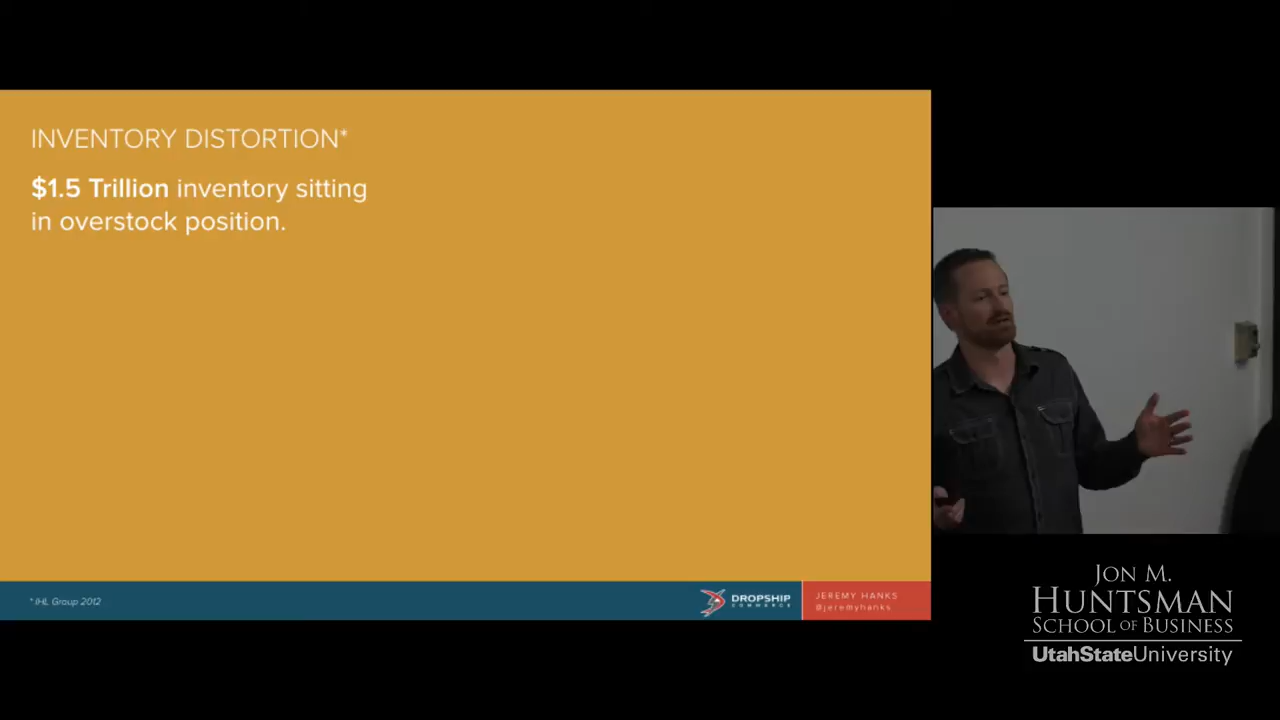 INVENTORY DISTORTION*
$1.5 Trillion inventory sitting
in overstock position.
* IHL Group 2012
DROPSHIP
COMMERCE
JEREMY HANKS
@jeremyhanks
JON M.
HUNTSMAN
SCHOOL OF BUSINESS
UtahStateUniversity